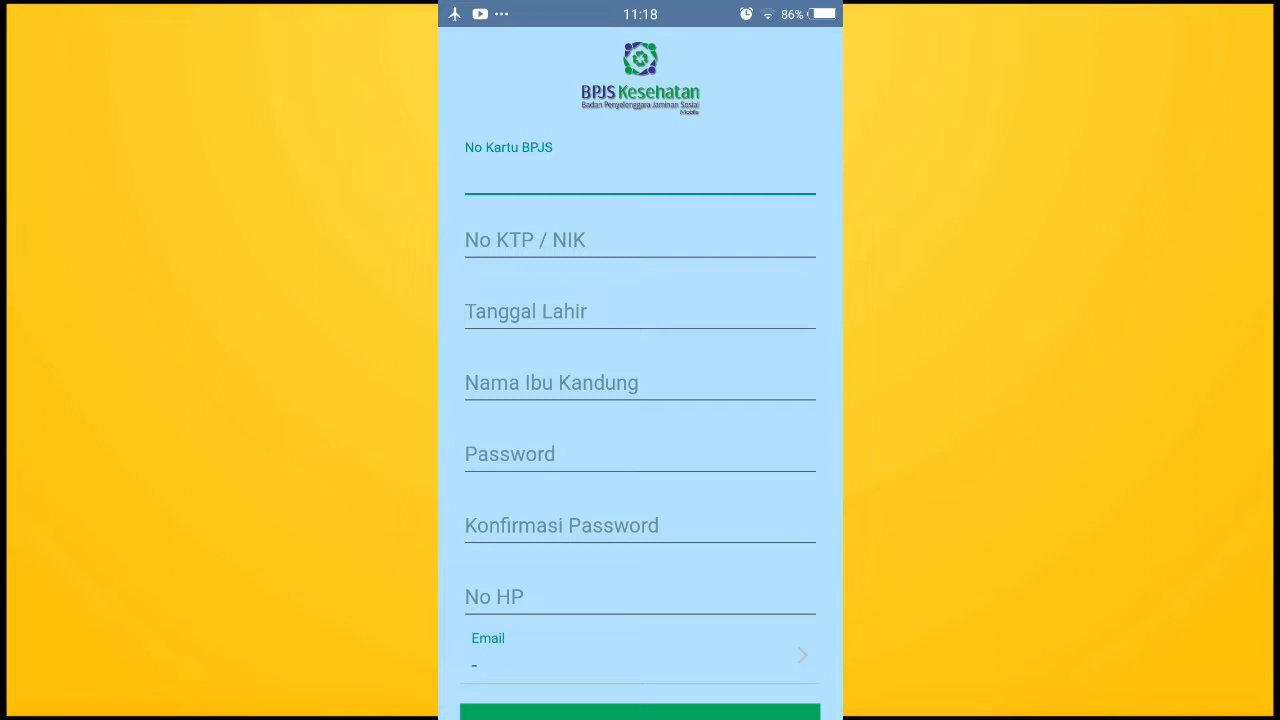 11:18
86%
BPJS Kesehatan
Badan Penyelenggara Jaminan Sosial
Mobile
No Kartu BPJS
No KTP / NIK
Tanggal Lahir
Nama Ibu Kandung
Password
Konfirmasi Password
No HP
Email
-